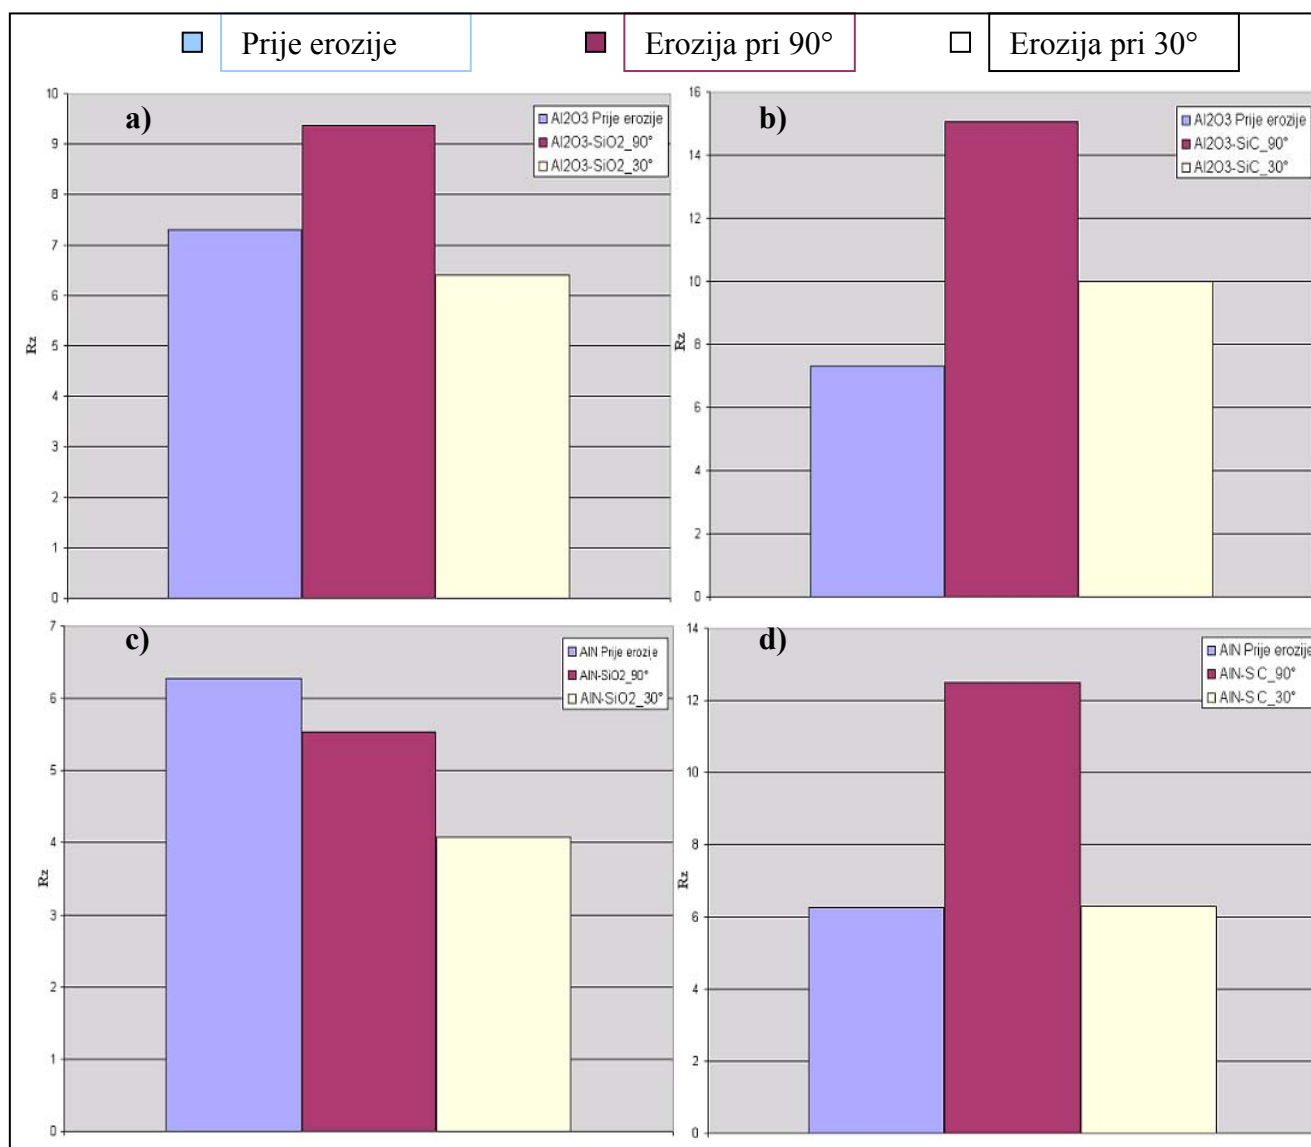 Prije erozije
Erozija pri 90°
Erozija pri 30°
a)
Al2O3 Prije erozije
Al2O3-SiO2_90°
Al2O3-SiO2_30°
10
9
8
7
6
5
4
3
2
1
0
Rz
b)
Al2O3 Prije erozije
Al2O3-SiC_90°
Al2O3-SiC_30°
16
14
12
10
8
6
4
2
0
Rz
c)
AlN Prije erozije
AlN-SiO2_90°
AlN-SiO2_30°
7
6
5
4
3
2
1
0
Rz
d)
AlN Prije erozije
AlN-SiC_90°
AlN-SiC_30°
14
12
10
8
6
4
2
0
Rz